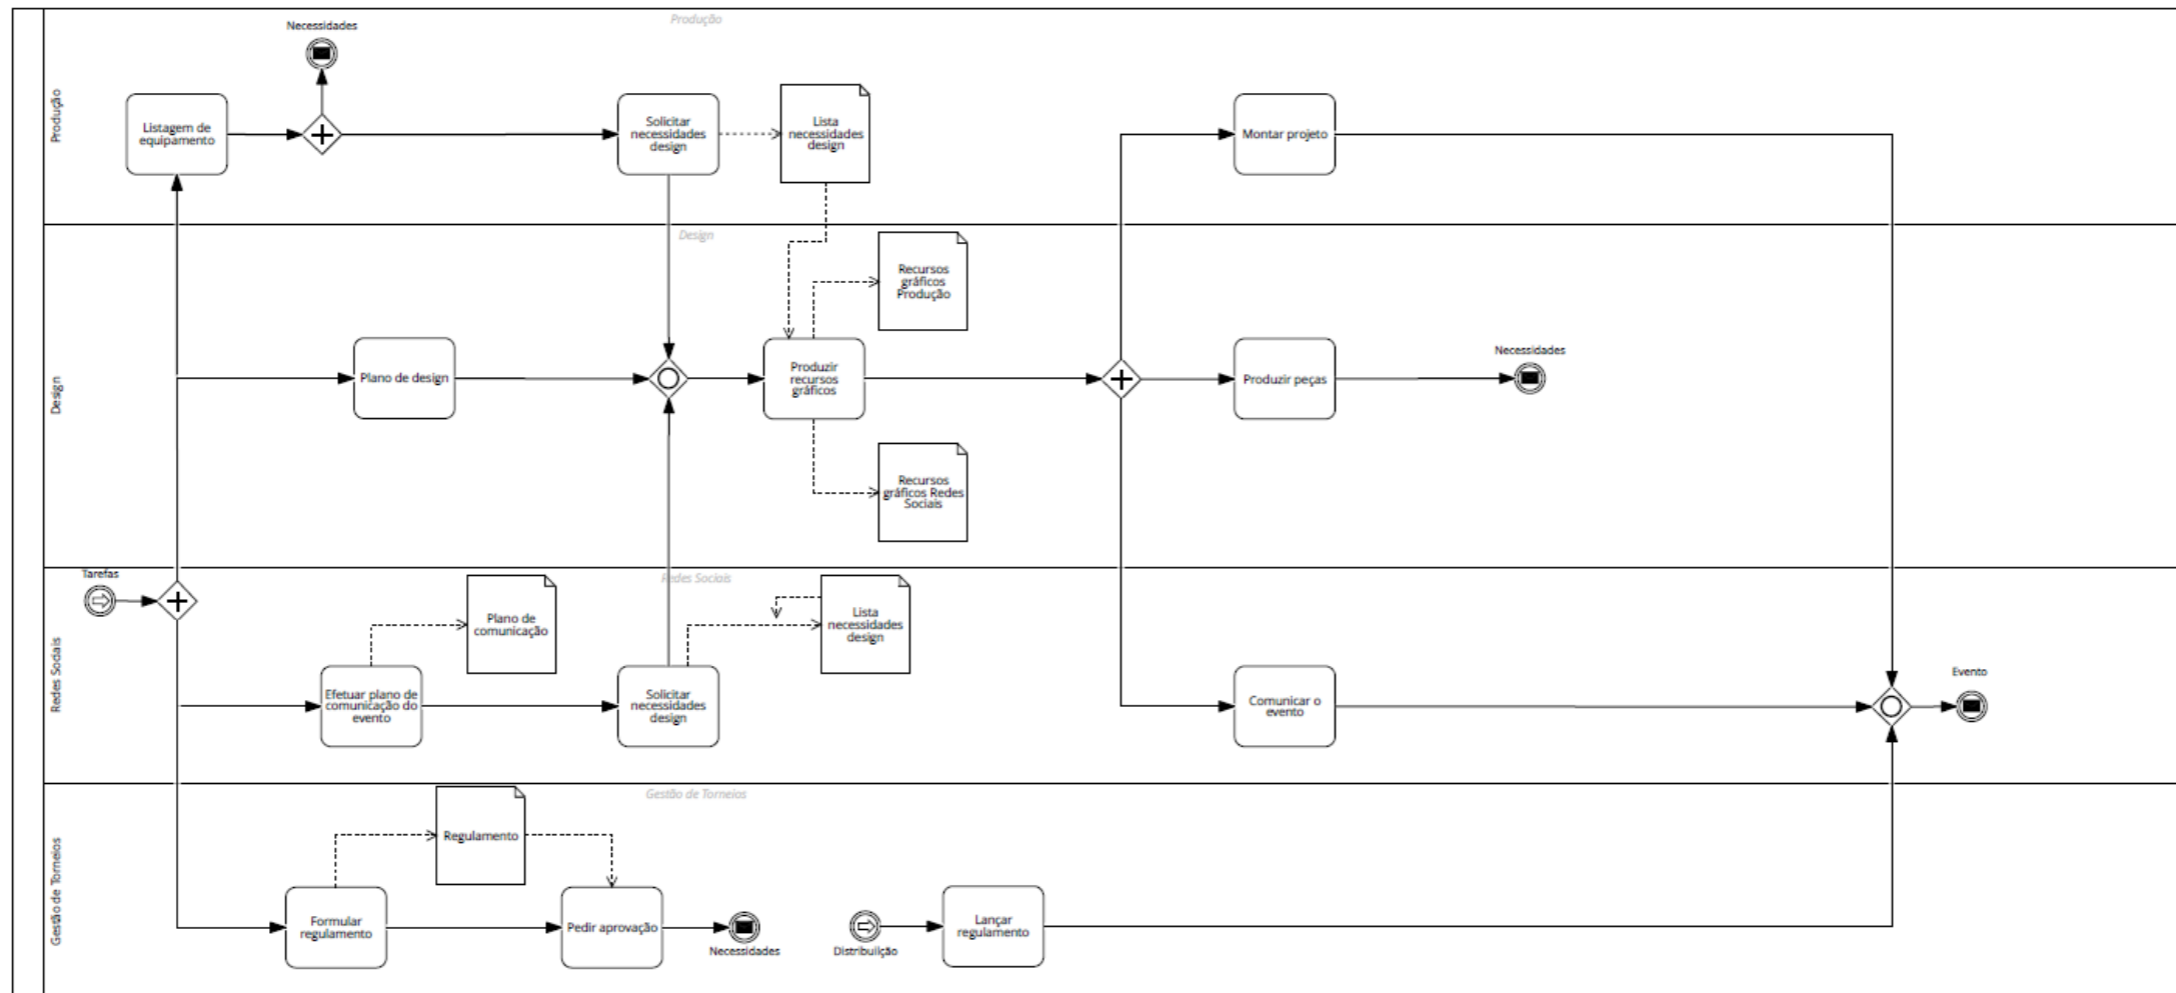 Produção
Necessidades
Produção
Listagem de
equipamento
Solicitar
necessidades
design
Lista
necessidades
design
Montar projeto
Design
Design
Recursos
gráficos
Produção
Plano de design
Produzir
recursos
gráficos
Produzir peças
Necessidades
Recursos
gráficos Redes
Sociais
Redes Sociais
Tarefas
Redes Sociais
Plano de
comunicação
Lista
necessidades
design
Efetuar plano de
comunicação do
evento
Solicitar
necessidades
design
Comunicar o
evento
Evento
Gestão de Torneios
Gestão de Torneios
Regulamento
Formular
regulamento
Pedir aprovação
Necessidades
Distribuilção
Lançar
regulamento